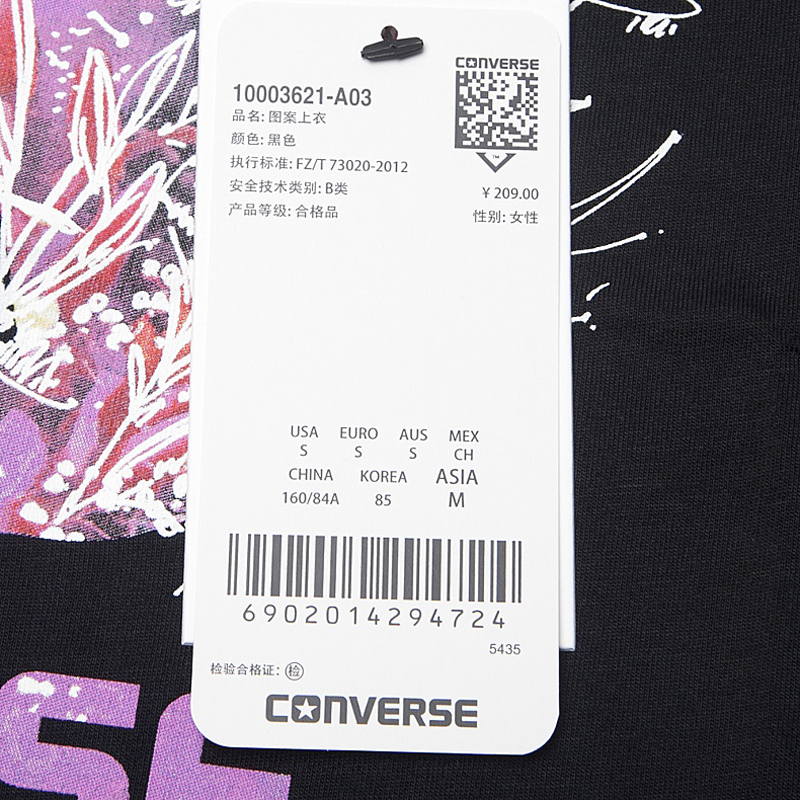 CONVERSE
10003621-A03
品名: 图案上衣
颜色: 黑色
执行标准: FZ/T 73020-2012
安全技术类别: B类
产品等级: 合格品
™
¥ 209.00
性别: 女性
USA EURO AUS MEX
S S S CH
CHINA KOREA ASIA
160/84A 85 M
6902014294724
5435
检验合格证: 检
CONVERSE
SE